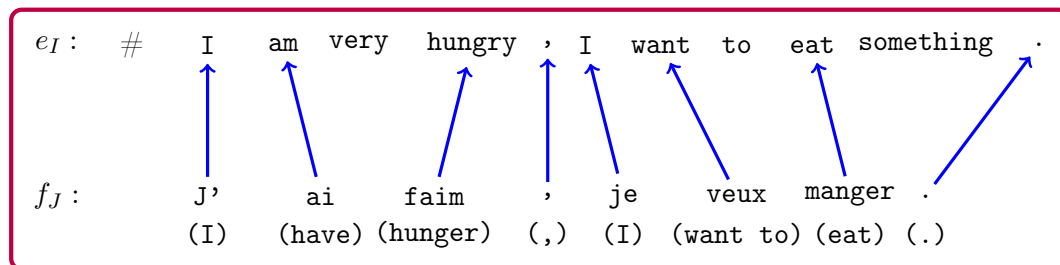 e_I : # I am very hungry , I want to eat something .
f_J : J' ai faim , je veux manger .
(I) (have) (hunger) (,) (I) (want to) (eat) (.)